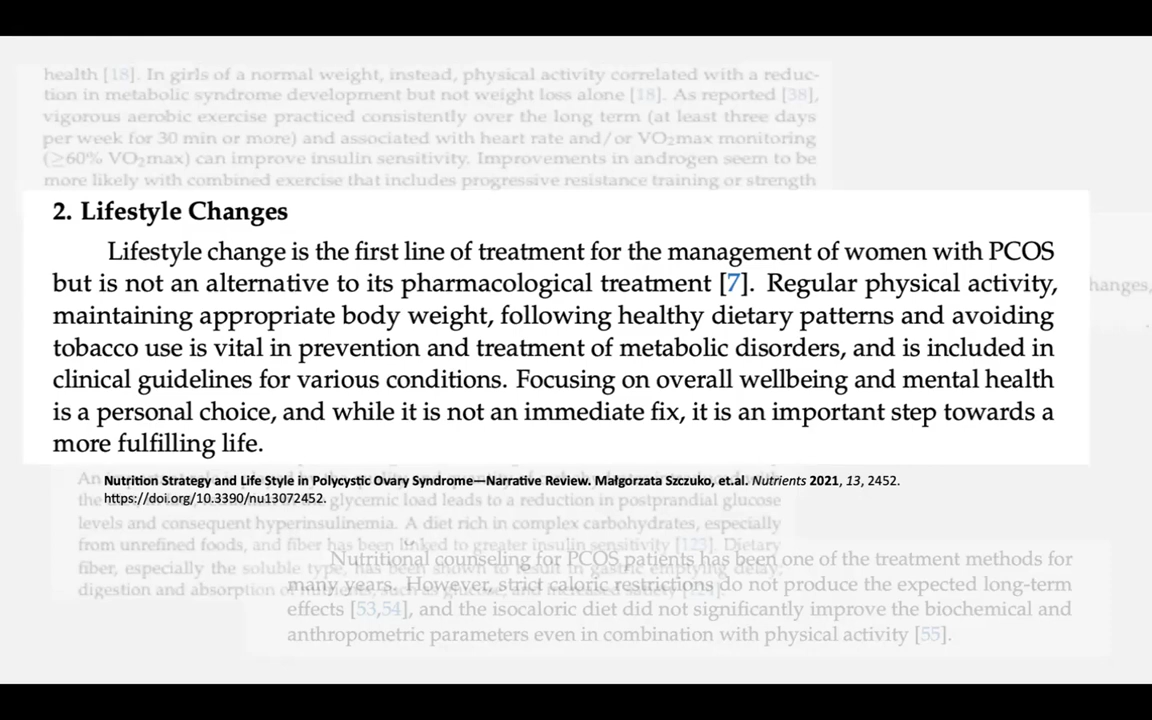 health [18]. In girls of a normal weight, instead, physical activity correlated with a reduc-
tion in metabolic syndrome development but not weight loss alone [18]. As reported [38],
vigorous aerobic exercise practiced consistently over the long term (at least three days
per week for 30 min or more) and associated with heart rate and/or VO₂max monitoring
(≥60% VO₂max) can improve insulin sensitivity. Improvements in androgen seem to be
more likely with combined exercise that includes progressive resistance training or strength
2. Lifestyle Changes
Lifestyle change is the first line of treatment for the management of women with PCOS
but is not an alternative to its pharmacological treatment [7]. Regular physical activity,
hanges,
maintaining appropriate body weight, following healthy dietary patterns and avoiding
tobacco use is vital in prevention and treatment of metabolic disorders, and is included in
clinical guidelines for various conditions. Focusing on overall wellbeing and mental health
is a personal choice, and while it is not an immediate fix, it is an important step towards a
more fulfilling life.
An
Nutrition Strategy and Life Style in Polycystic Ovary Syndrome—Narrative Review. Małgorzata Szczuko, et.al. Nutrients 2021, 13, 2452.
the
https://doi.org/10.3390/nu13072452.
glycemic load leads to a reduction in postprandial glucose
levels and consequent hyperinsulinemia. A diet rich in complex carbohydrates, especially
from unrefined foods, and fiber has been linked to greater insulin sensitivity [123]. Dietary
fiber, especially the soluble type, has been shown to result in gastric emptying delay,
digestion and absorption of nutrients, such as glucose, and increased satiety
Nutritional counseling for PCOS patients has been one of the treatment methods for
many years. However, strict caloric restrictions do not produce the expected long-term
effects [53,54], and the isocaloric diet did not significantly improve the biochemical and
anthropometric parameters even in combination with physical activity [55].